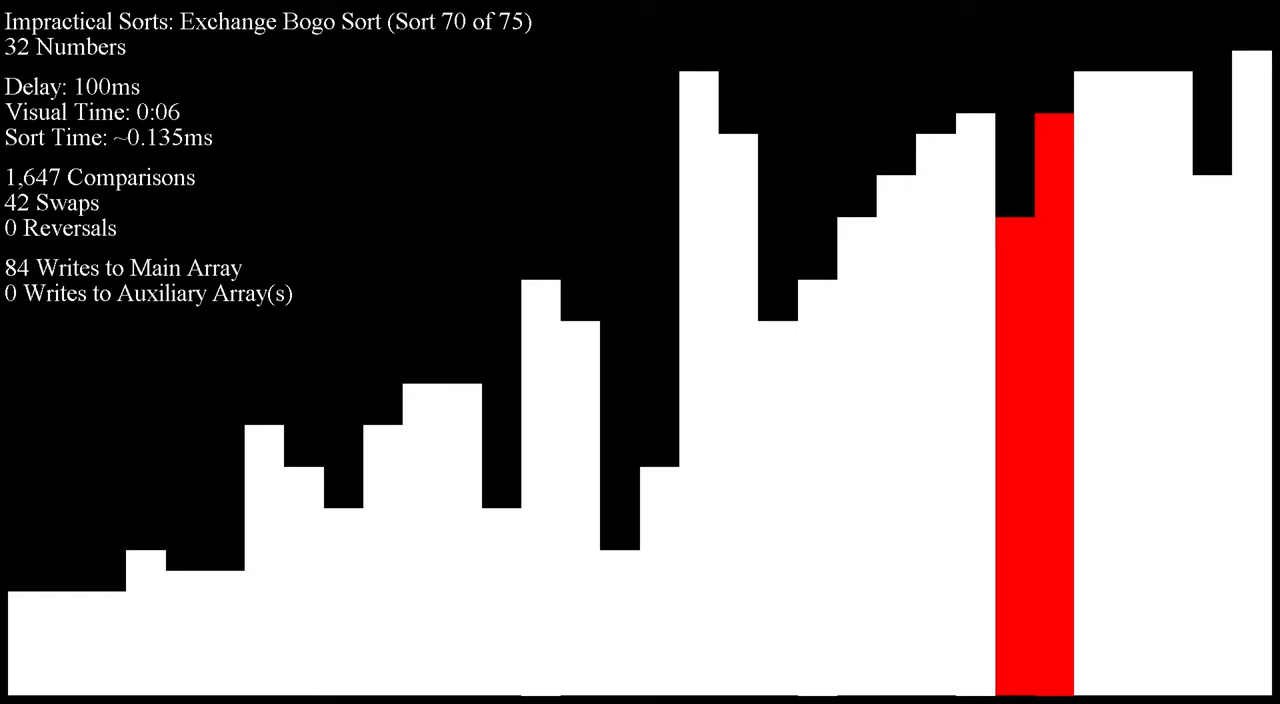 Impractical Sorts: Exchange Bogo Sort (Sort 70 of 75)
32 Numbers
Delay: 100ms
Visual Time: 0:06
Sort Time: ~0.135ms
1,647 Comparisons
42 Swaps
0 Reversals
84 Writes to Main Array
0 Writes to Auxiliary Array(s)